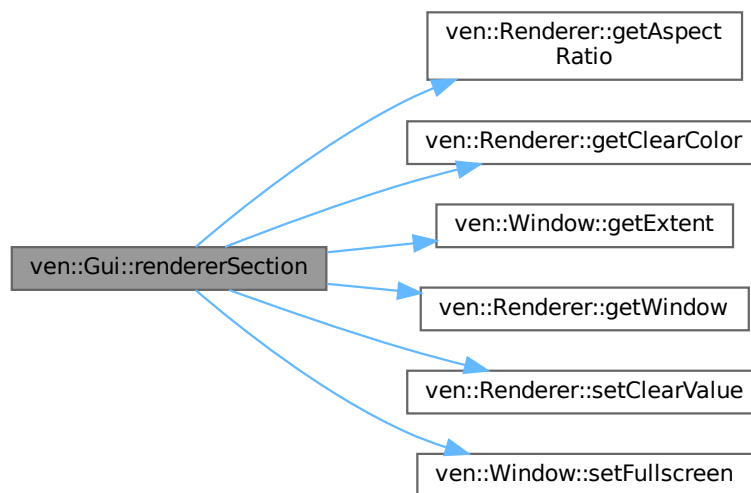 ven::Renderer::getAspect
Ratio
ven::Renderer::getClearColor
ven::Window::getExtent
ven::Gui::rendererSection
ven::Renderer::getWindow
ven::Renderer::setClearValue
ven::Window::setFullscreen